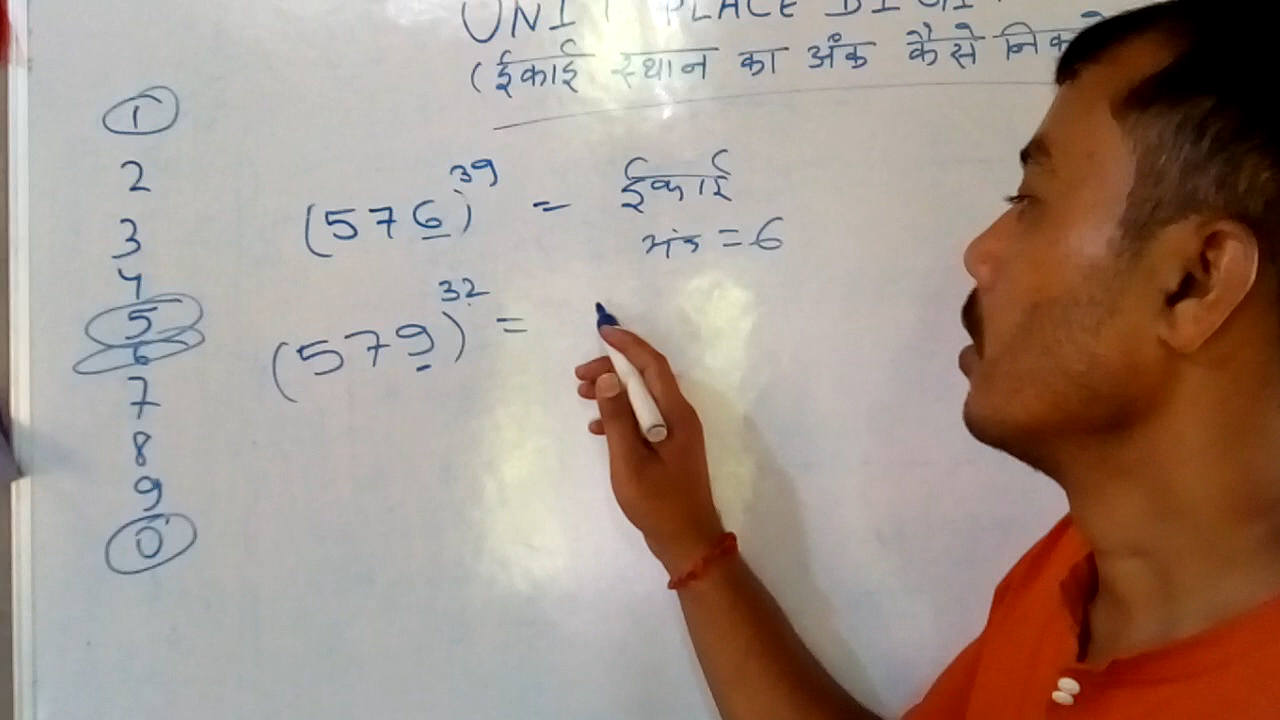 UNIT PLACE DIGI
(ईकाई स्थान का अंक कैसे
1
2
3
4
5
6
7
8
9
0
(576)^39 = ईकाई
अंक = 6
(579)^32 =